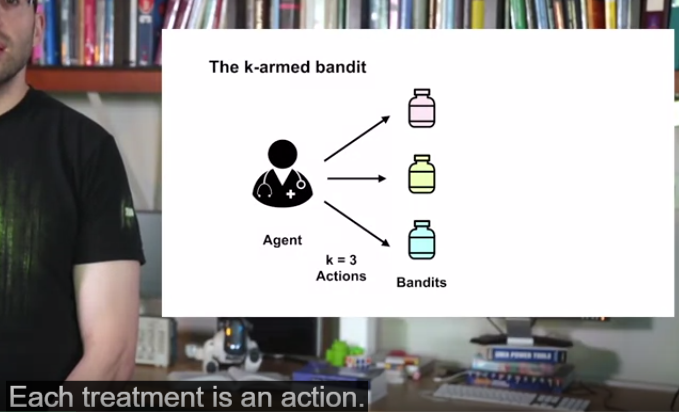 The k-armed bandit
Agent
k = 3
Actions
Bandits
Each treatment is an action.